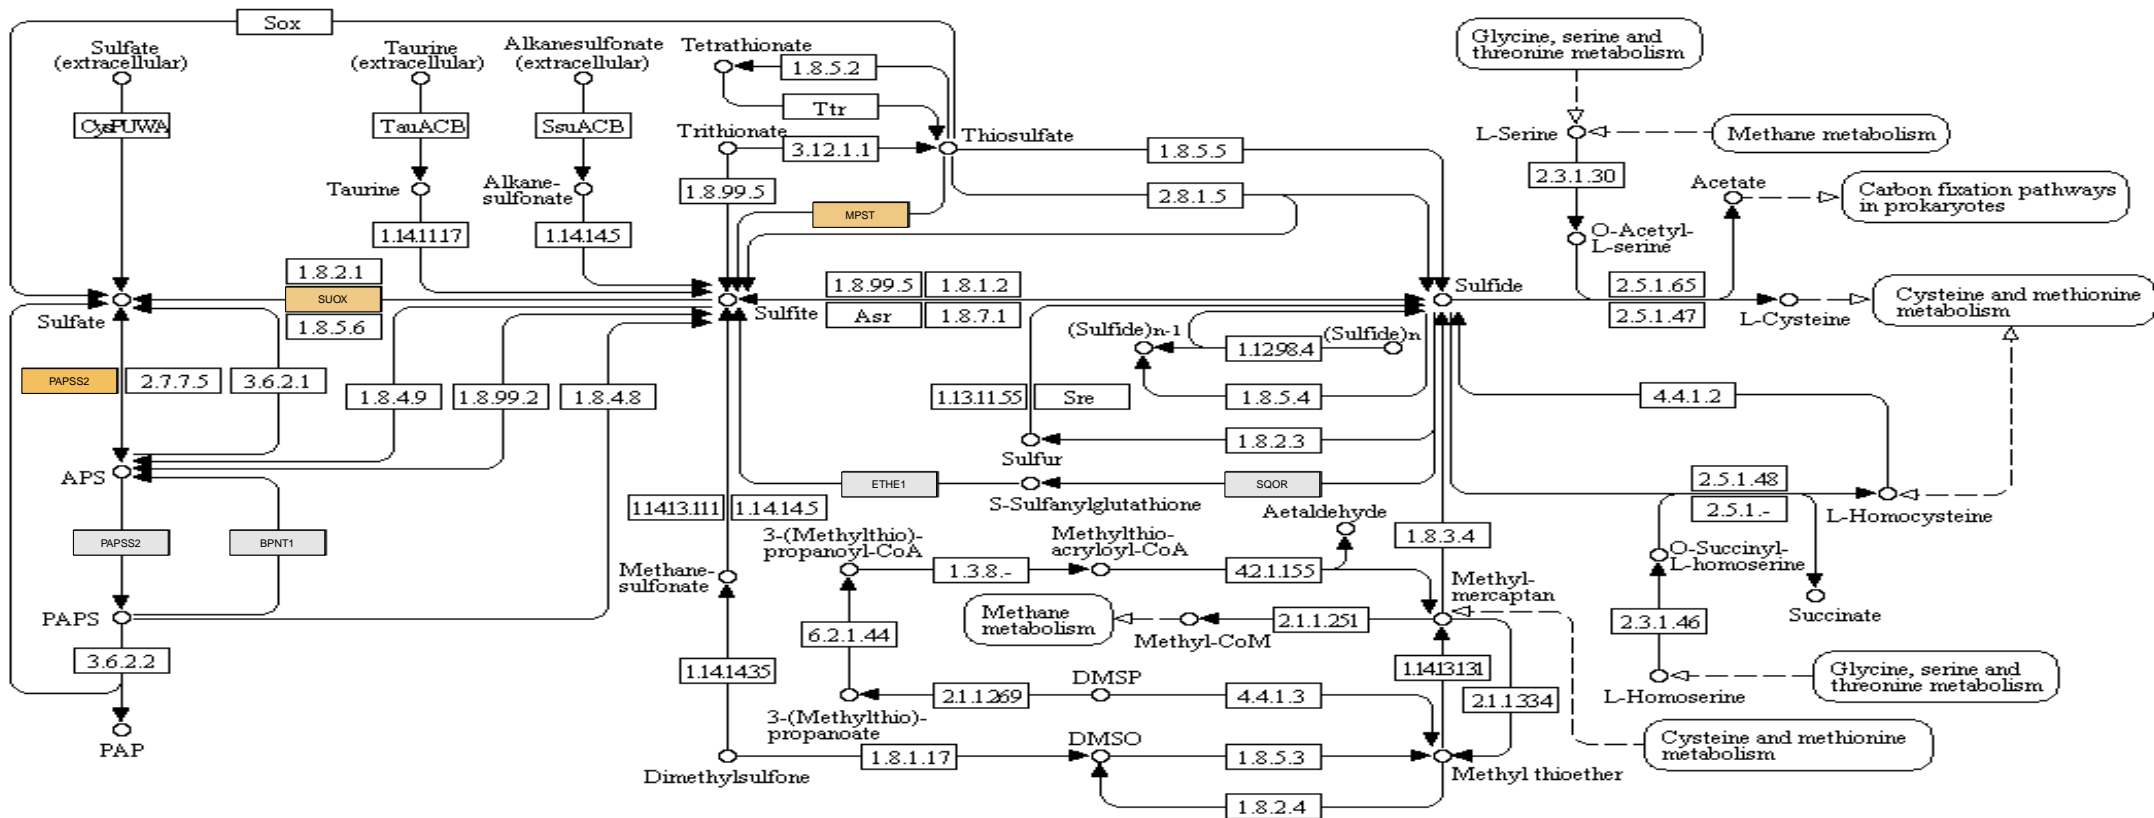 Sox
Sulfate
(extracellular)
Taurine
(extracellular)
Alkanesulfonate
(extracellular)
Tetrathionate
1.8.5.2
Ttr
Glycine, serine and
threonine metabolism
CysPUWA
TauACB
SsuACB
Trithionate
3.12.1.1
Thiosulfate
1.8.5.5
L-Serine
Methane metabolism
2.3.1.30
Taurine
Alkane-
sulfonate
1.8.99.5
2.8.1.5
Acetate
Carbon fixation pathways
in prokaryotes
MPST
1.14.11.17
1.14.14.5
O-Acetyl-
L-serine
1.8.2.1
SUOX
1.8.5.6
Sulfate
Sulfite
1.8.99.5
1.8.1.2
Asr
1.8.7.1
Sulfide
2.5.1.65
2.5.1.47
L-Cysteine
Cysteine and methionine
metabolism
(Sulfide)n-1
1.12.98.4
(Sulfide)n
PAPSS2
2.7.7.5
3.6.2.1
1.8.4.9
1.8.99.2
1.8.4.8
1.13.11.55
Sre
1.8.5.4
4.4.1.2
1.8.2.3
Sulfur
APS
ETHE1
SQOR
S-Sulfanylglutathione
2.5.1.48
2.5.1.-
L-Homocysteine
1.14.13.111
1.14.14.5
Aetaldehyde
PAPSS2
BPNT1
3-(Methylthio)-
propanoyl-CoA
Methylthio-
acryloyl-CoA
1.8.3.4
O-Succinyl-
L-homoserine
Methane-
sulfonate
1.3.8.-
4.2.1.155
Methyl-
mercaptan
Succinate
PAPS
Methane
metabolism
Methyl-CoM
2.1.1.251
2.3.1.46
6.2.1.44
3.6.2.2
1.14.14.35
DMSP
1.14.13.131
Glycine, serine and
threonine metabolism
L-Homoserine
2.1.1.269
4.4.1.3
2.1.1.334
3-(Methylthio)-
propanoate
PAP
DMSO
Cysteine and methionine
metabolism
Dimethylsulfone
1.8.1.17
1.8.5.3
Methyl thioether
1.8.2.4